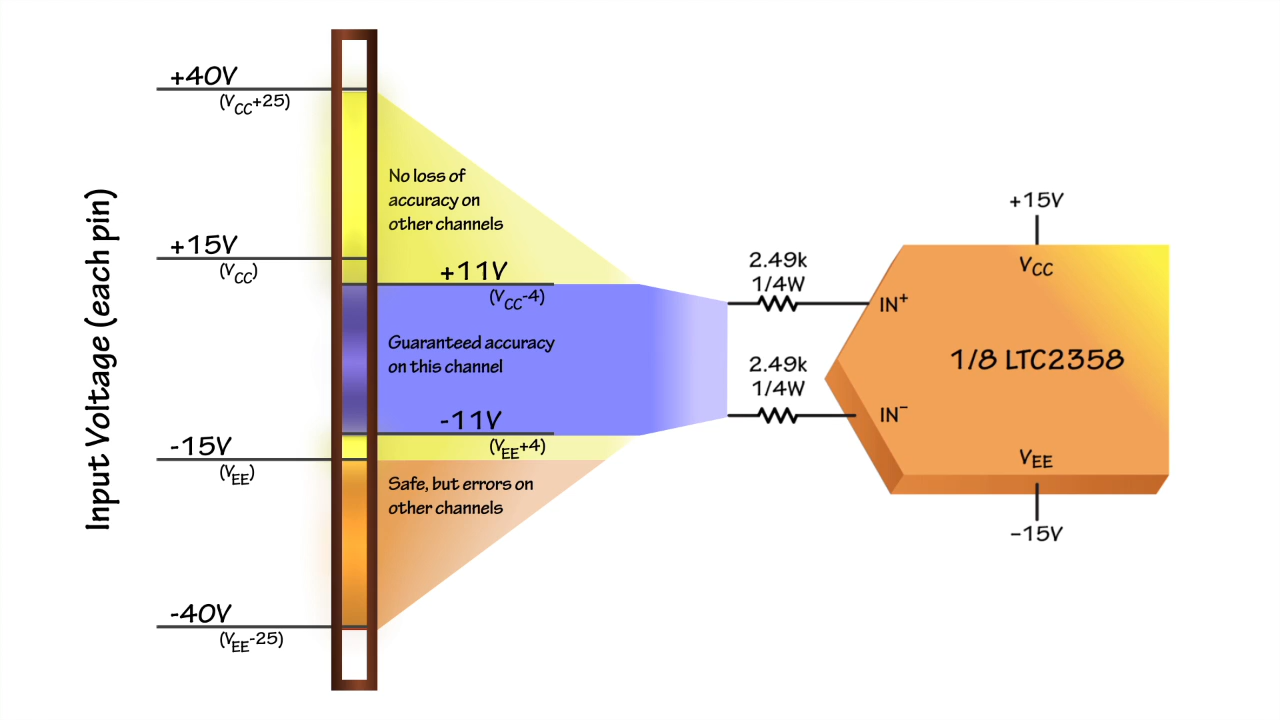 Input Voltage (each pin)
+40V
(VCC+25)
No loss of
accuracy on
other channels
+15V
(VCC)
+11V
(VCC-4)
Guaranteed accuracy
on this channel
-11V
(VEE+4)
-15V
(VEE)
Safe, but errors on
other channels
-40V
(VEE-25)
2.49k
1/4W
2.49k
1/4W
+15V
VCC
IN+
1/8 LTC2358
IN−
VEE
−15V